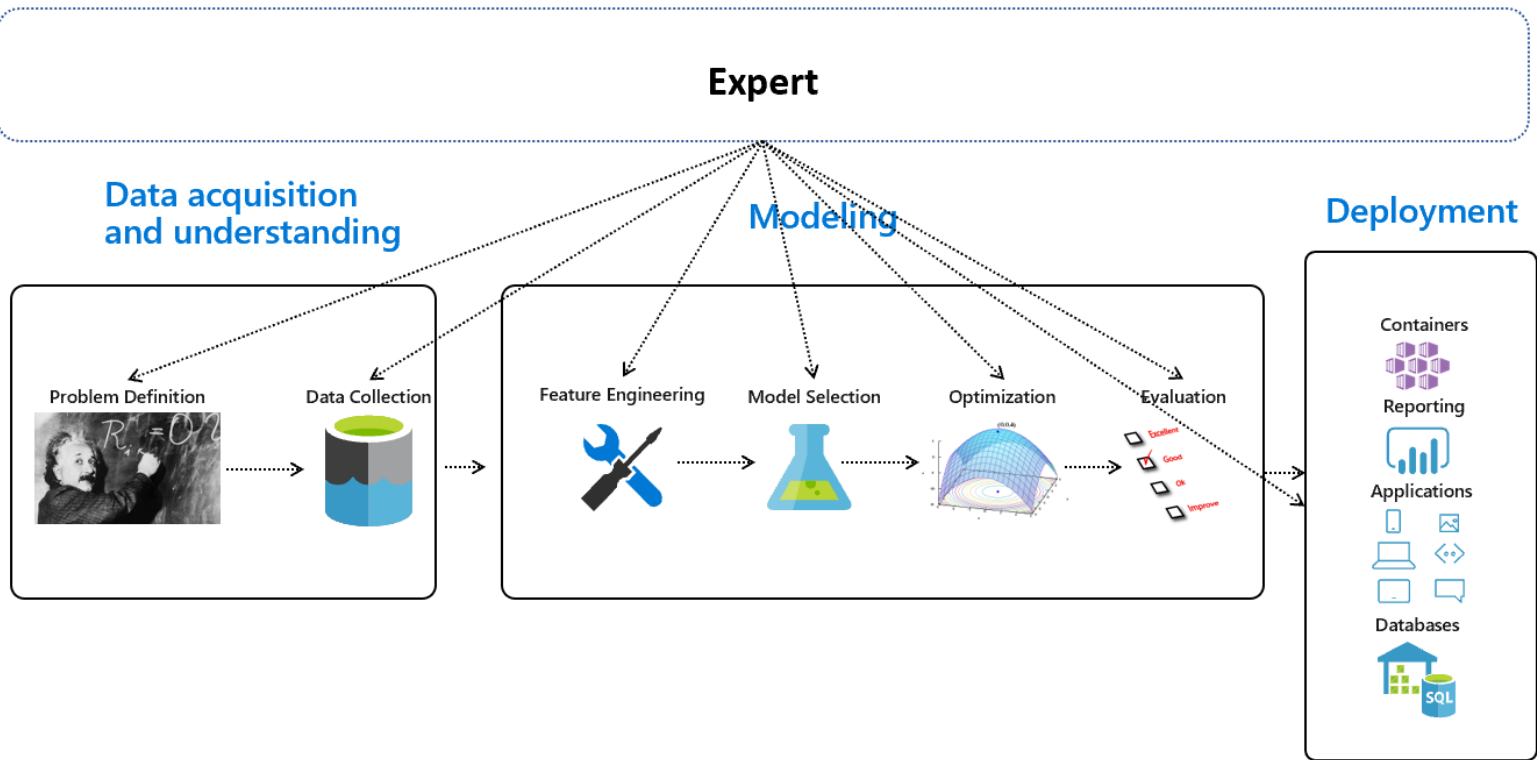 Expert
Data acquisition
and understanding
Modeling
Deployment
Problem Definition
Data Collection
Feature Engineering
Model Selection
Optimization
Evaluation
Excellent
Good
Ok
Improve
Containers
Reporting
Applications
Databases
SQL